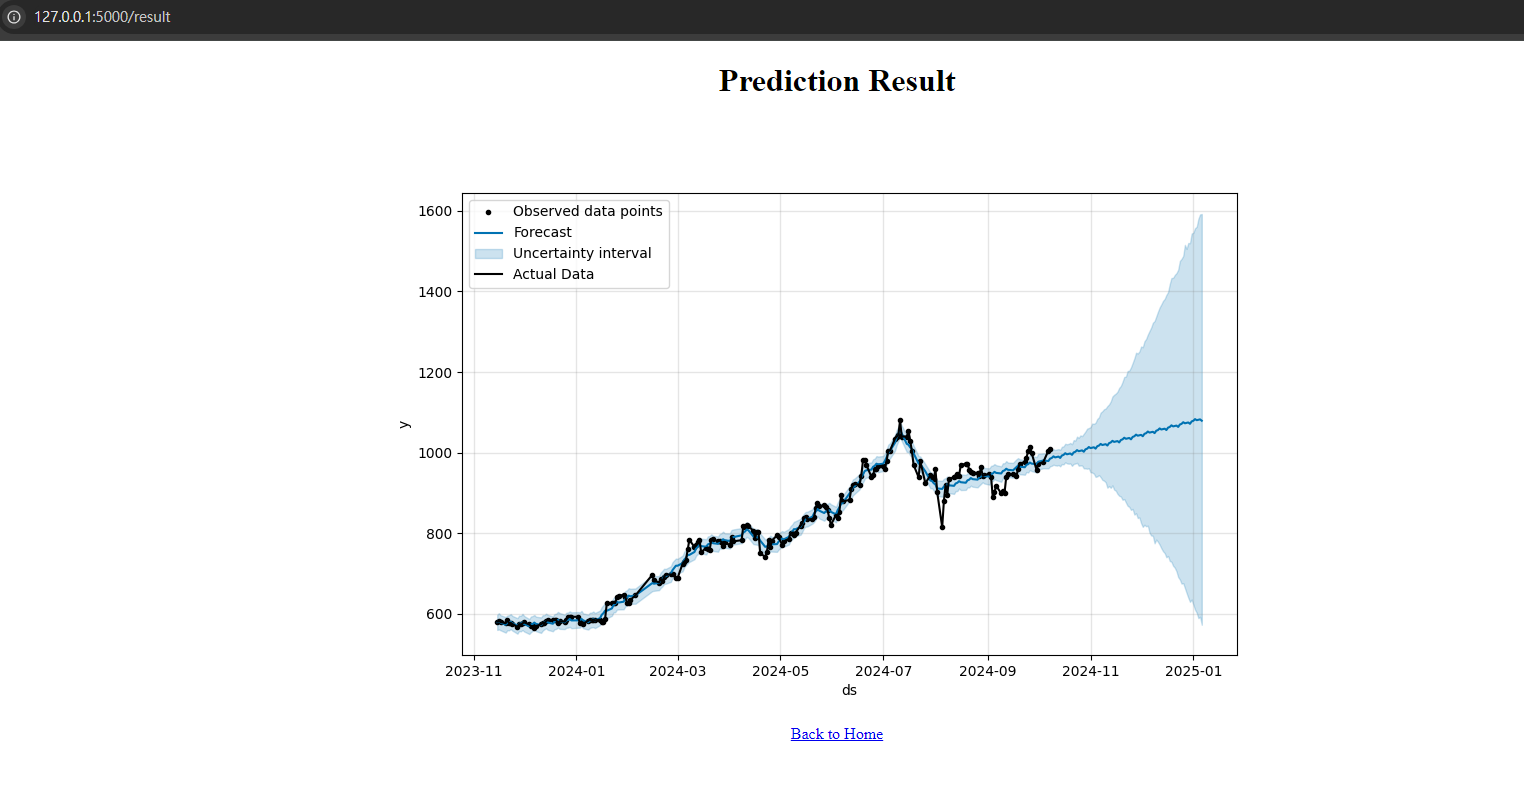 127.0.0.1:5000/result
Prediction Result
Observed data points
Forecast
Uncertainty interval
Actual Data
1600
1400
1200
1000
800
600
y
2023-11 2024-01 2024-03 2024-05 2024-07 2024-09 2024-11 2025-01
ds
Back to Home